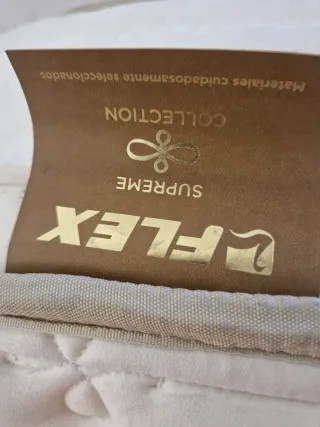 FLEX
SUPREME
COLLECTION
Materiales cuidadosamente seleccionados